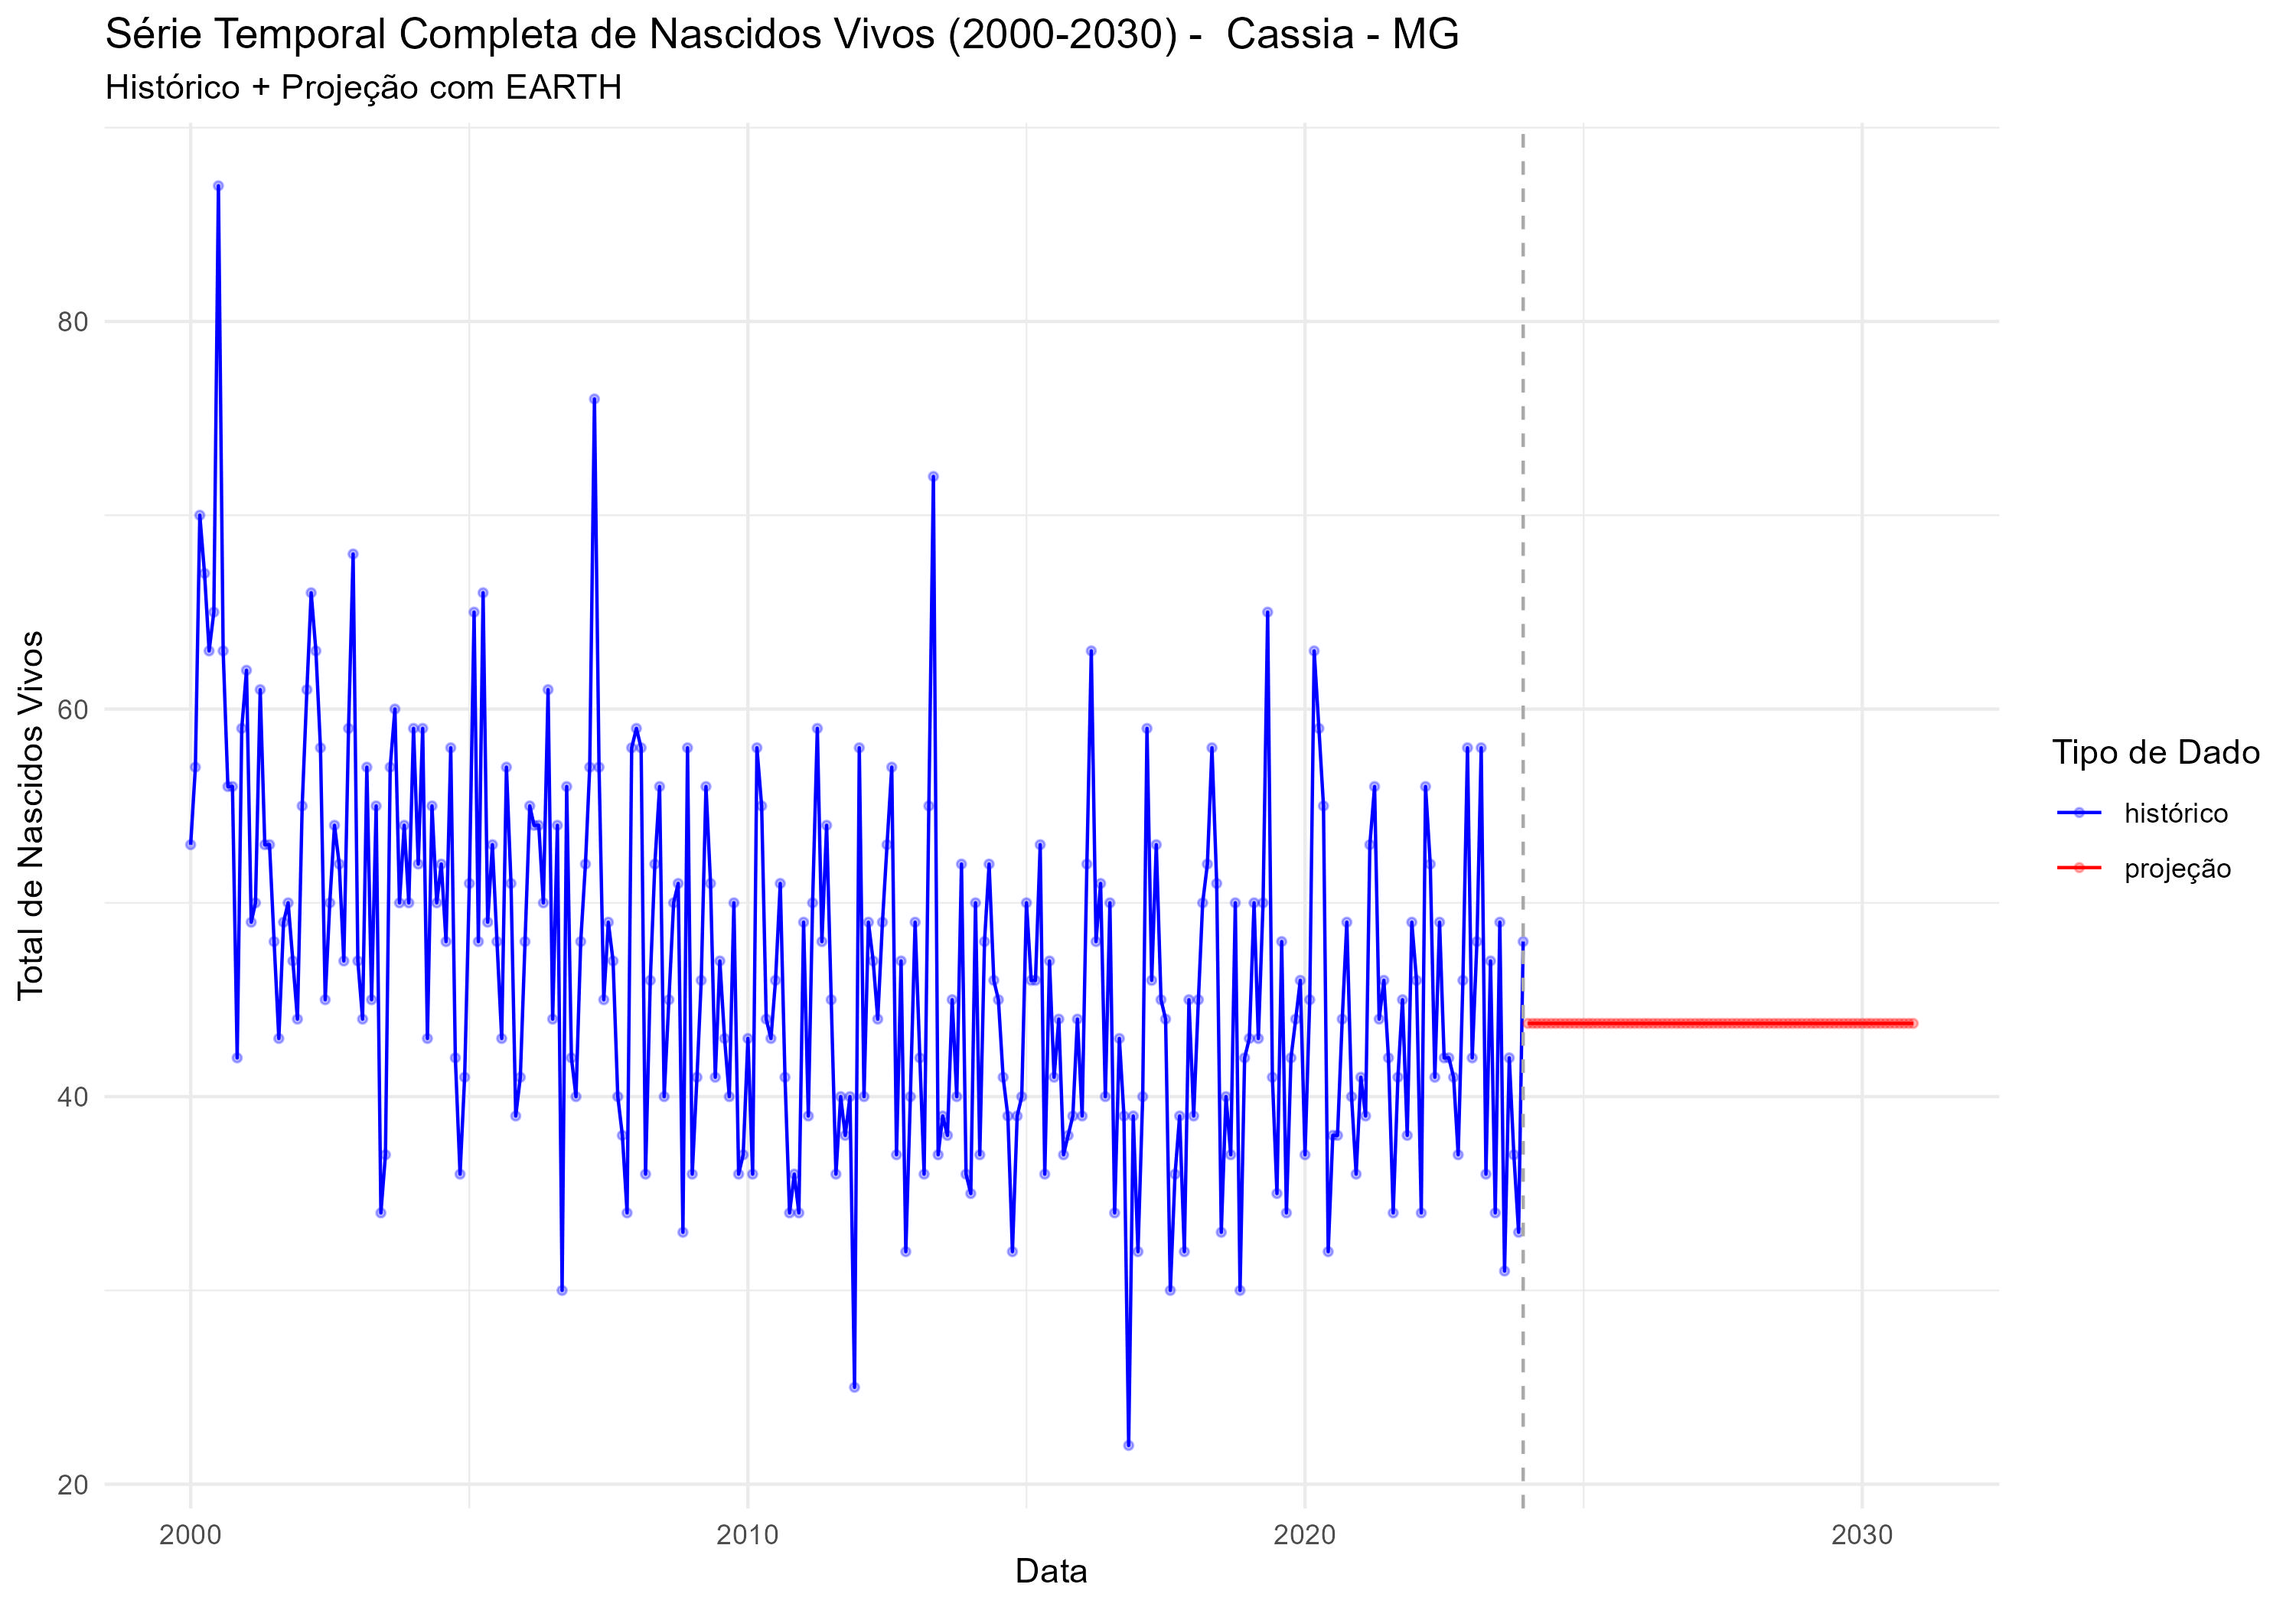 Série Temporal Completa de Nascidos Vivos (2000-2030) -  Cassia - MG
Histórico + Projeção com EARTH
Total de Nascidos Vivos
80
60
40
20
2000
2010
2020
2030
Data
Tipo de Dado
histórico
projeção